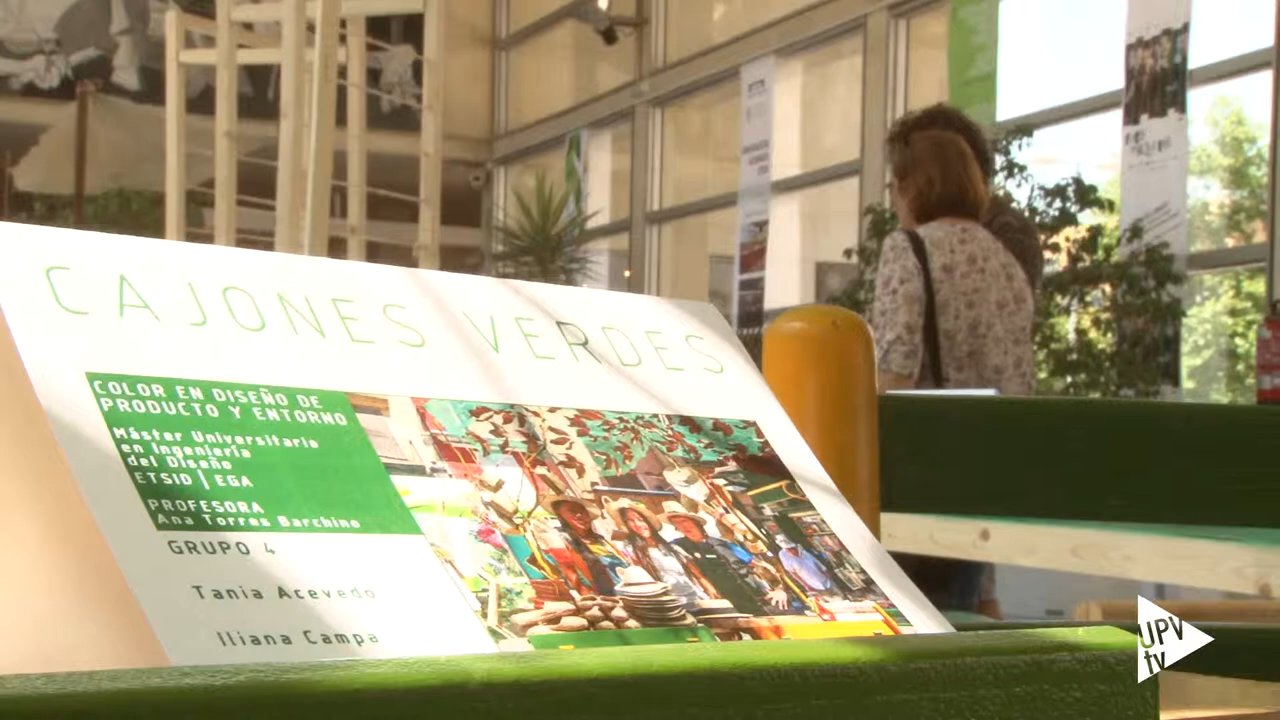 CAJONES VERDES
COLOR EN DISEÑO DE
PRODUCTO Y ENTORNO
Máster Universitario
en Ingeniería
del Diseño
ETSID | EGA
PROFESORA
Ana Torres Barchino
GRUPO 4
Tania Acevedo
Iliana Campa
UPV
tv